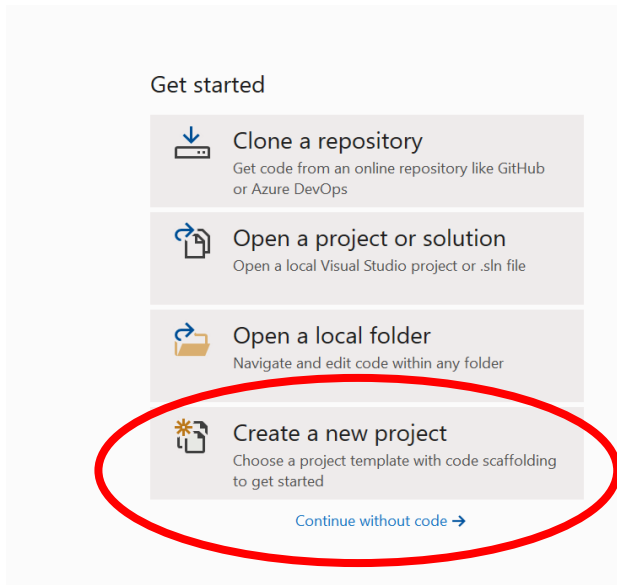 Get started
Clone a repository
Get code from an online repository like GitHub
or Azure DevOps
Open a project or solution
Open a local Visual Studio project or .sln file
Open a local folder
Navigate and edit code within any folder
Create a new project
Choose a project template with code scaffolding
to get started
Continue without code →